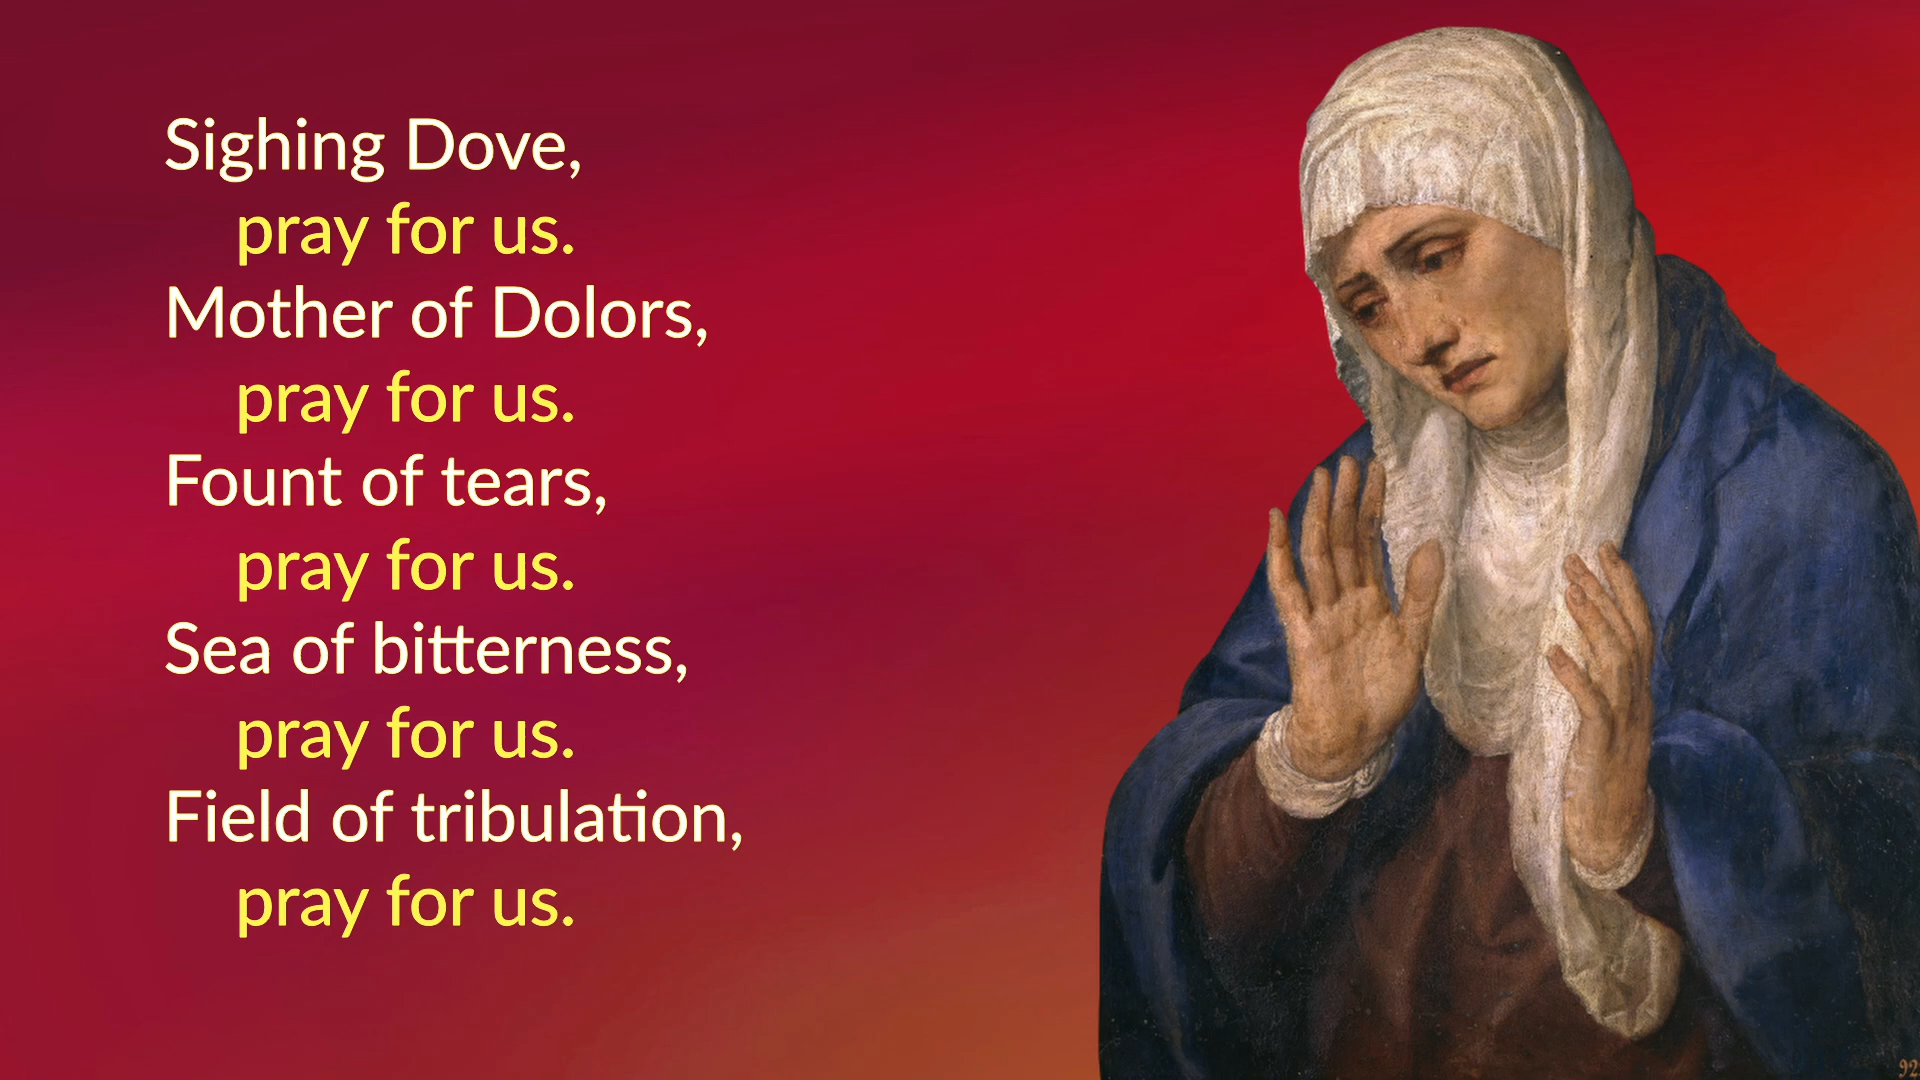 Sighing Dove,
pray for us.
Mother of Dolors,
pray for us.
Fount of tears,
pray for us.
Sea of bitterness,
pray for us.
Field of tribulation,
pray for us.
92